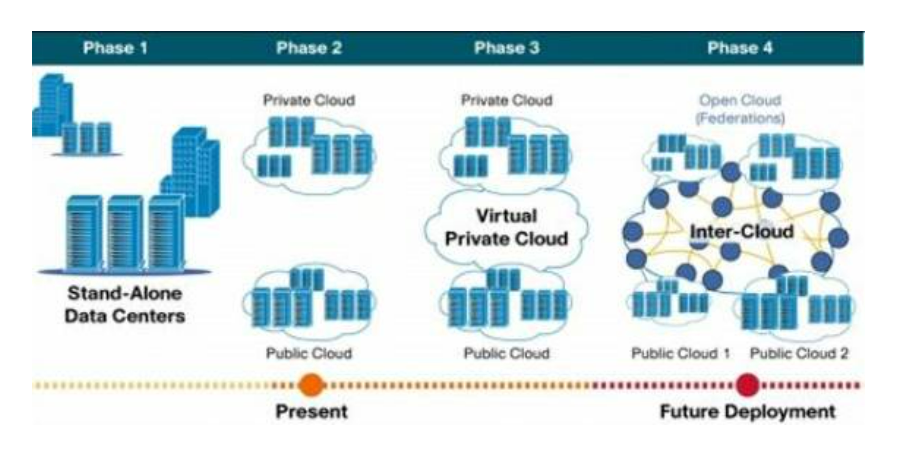 Phase 1
Phase 2
Phase 3
Phase 4
Private Cloud
Private Cloud
Open Cloud
(Federations)
Virtual
Private Cloud
Inter-Cloud
Stand-Alone
Data Centers
Public Cloud
Public Cloud
Public Cloud 1
Public Cloud 2
Present
Future Deployment